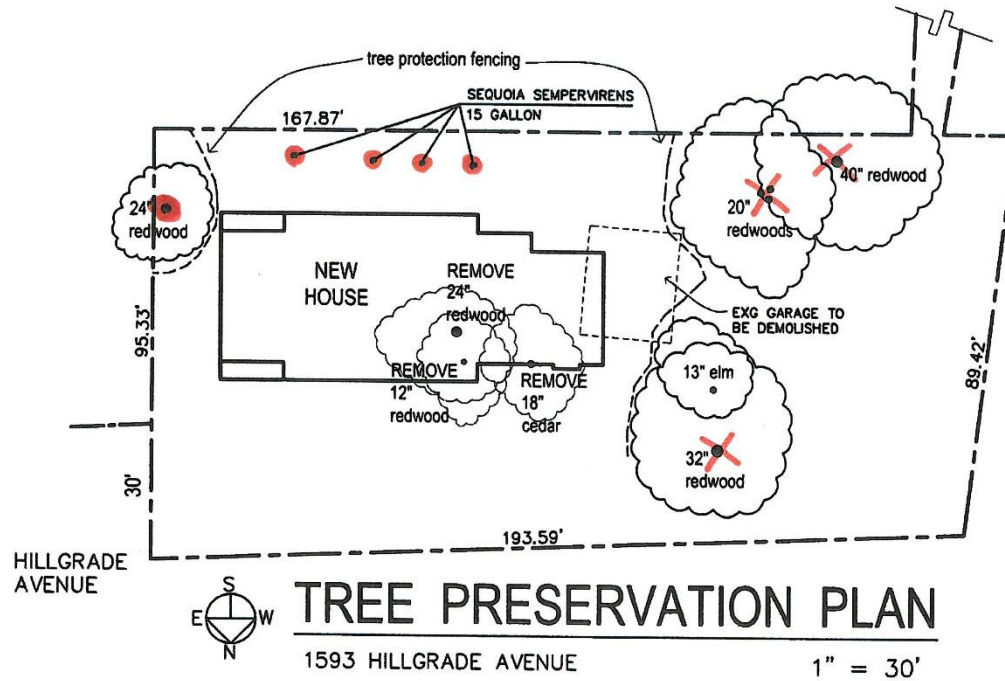 tree protection fencing
SEQUOIA SEMPERVIRENS
15 GALLON
167.87'
40" redwood
24"
redwood
20"
redwoods
NEW
HOUSE
REMOVE
24"
redwood
EXG GARAGE TO
BE DEMOLISHED
95.33'
89.42'
REMOVE
12"
redwood
REMOVE
18"
cedar
13" elm
32"
redwood
30'
193.59'
HILLGRADE
AVENUE
S
E W
N
TREE PRESERVATION PLAN
1593 HILLGRADE AVENUE
1" = 30'